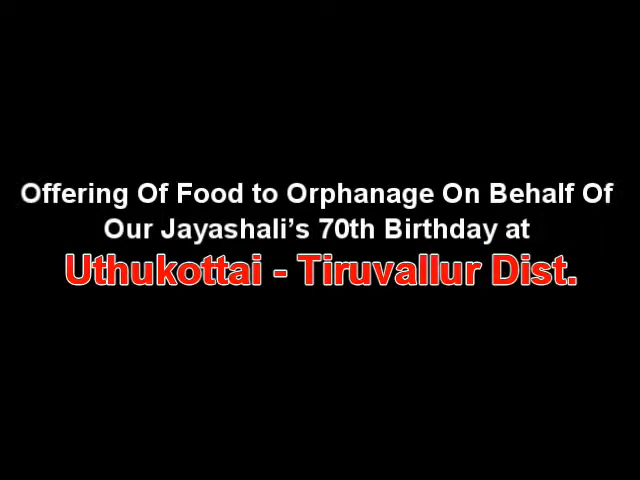 Offering Of Food to Orphanage On Behalf Of
Our Jayashali’s 70th Birthday at
Uthukottai - Tiruvallur Dist.